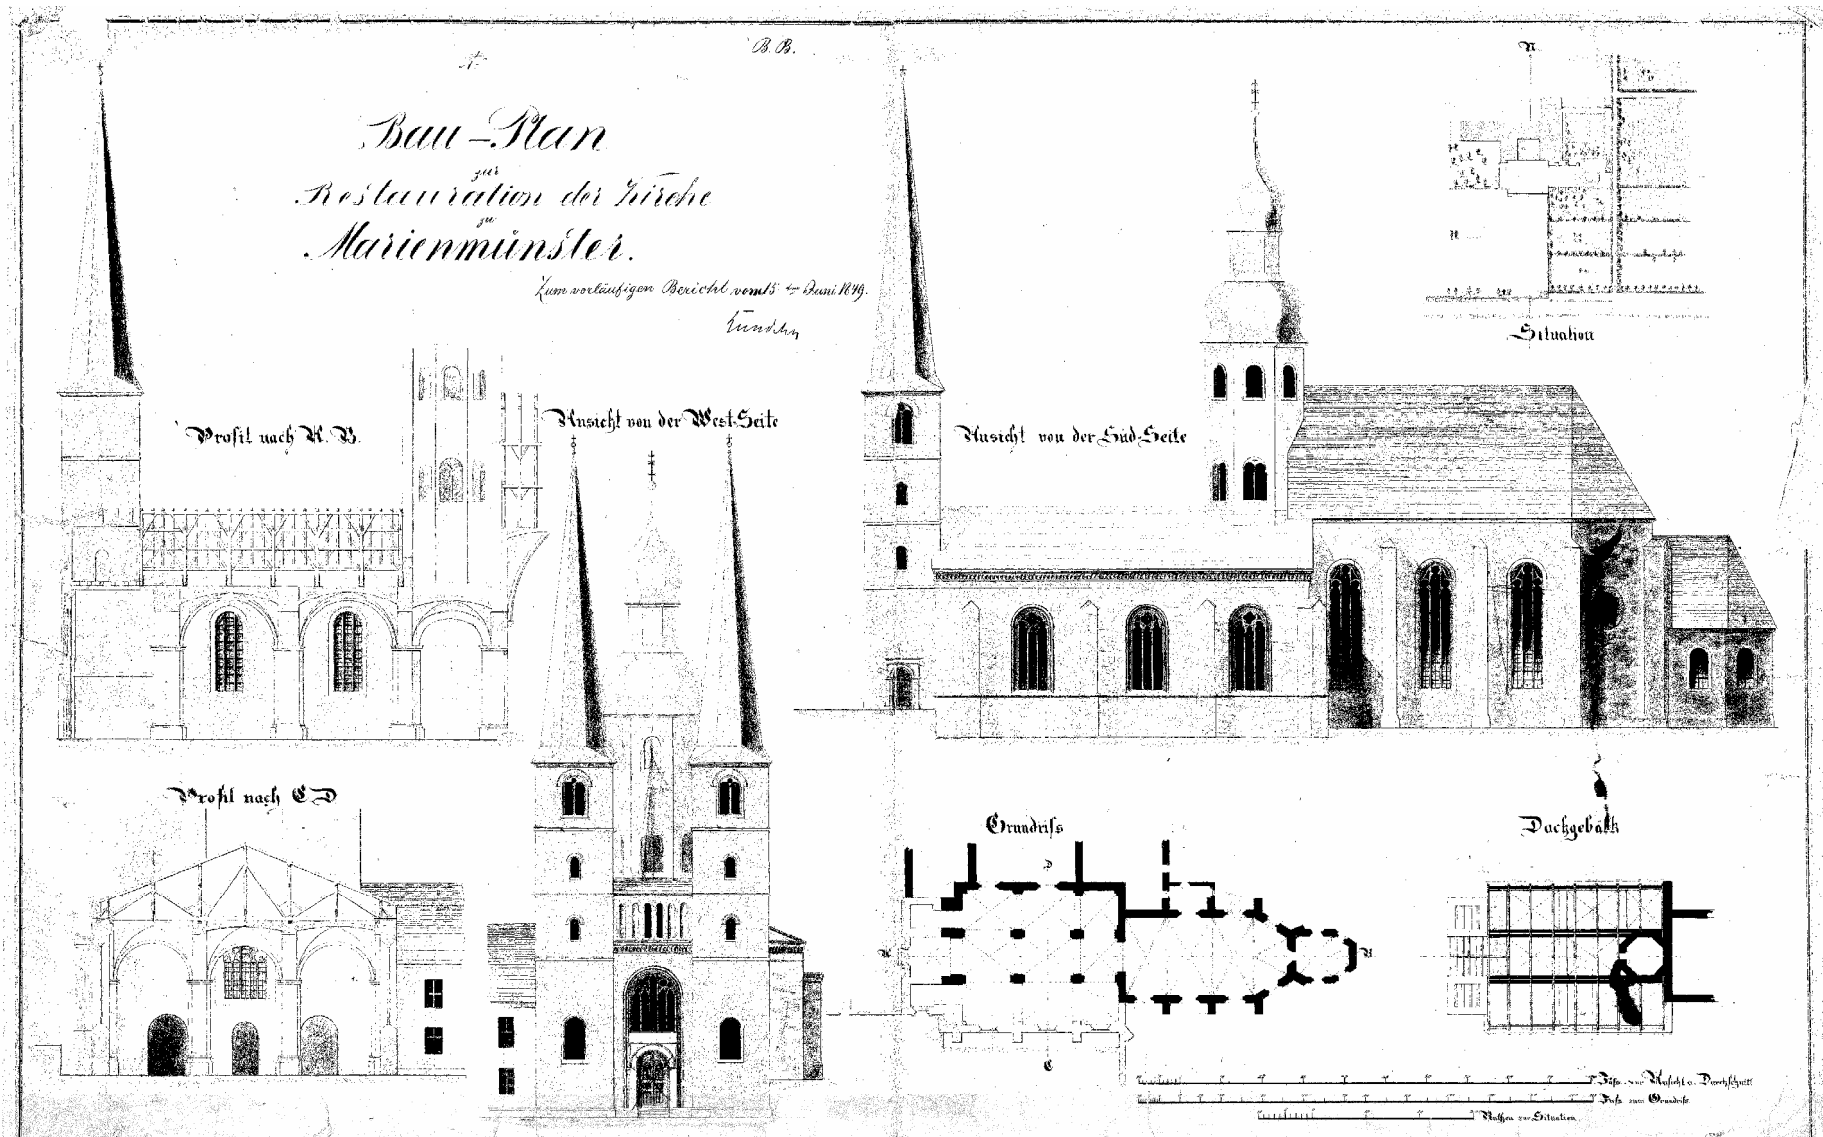 B. B.
Bau-Plan
zur
Restauration der Kirche
zu
Marienmünster.
Zum vorläufigen Bericht vom 15ten Juni 1849.
N
Situation
Profil nach A. B.
Ansicht von der West-Seite
Ansicht von der Süd-Seite
Profil nach C D
Grundriss
Dachgebälk
D
A
B
C
Fuss zur Ansicht u. Durchschnitt
Fuss zum Grundriss
Ruthen zur Situation